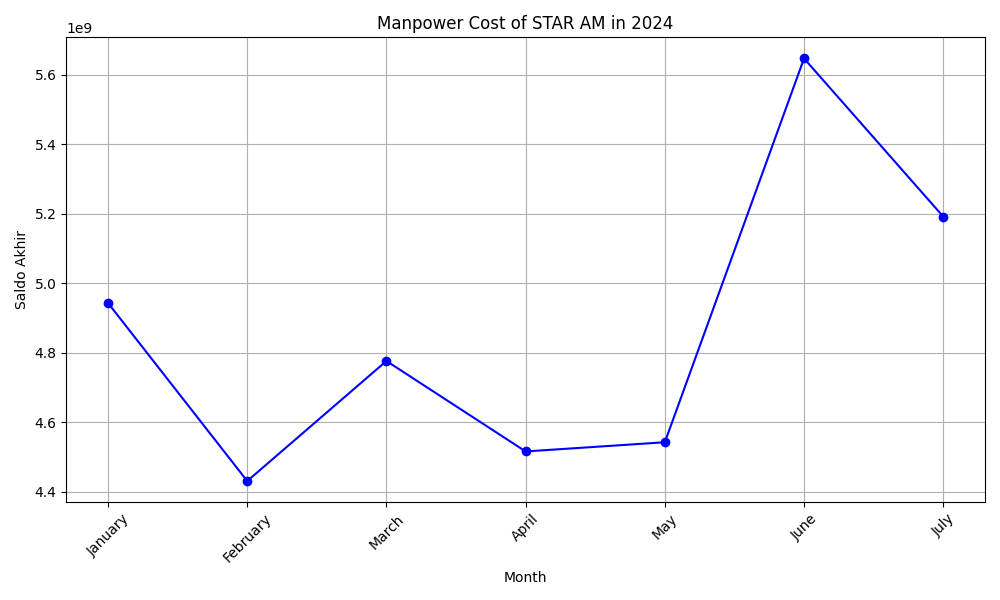 Manpower Cost of STAR AM in 2024
1e9
5.6
5.4
5.2
5.0
4.8
4.6
4.4
Saldo Akhir
January
February
March
April
May
June
July
Month